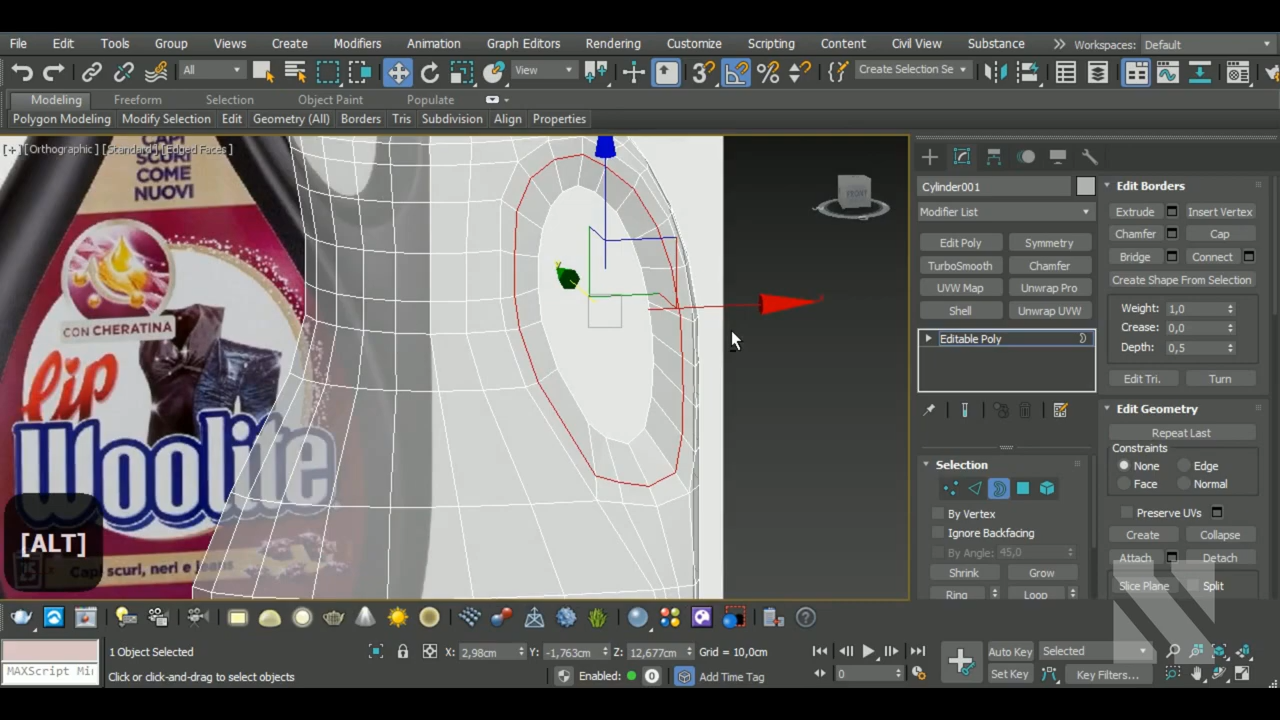 File Edit Tools Group Views Create Modifiers Animation Graph Editors Rendering Customize Scripting Content Civil View Substance Workspaces: Default
All View 3 Create Selection Se
Modeling Freeform Selection Object Paint Populate
Polygon Modeling Modify Selection Edit Geometry (All) Borders Tris Subdivision Align Properties
[+][Orthographic][Standard][Edged Faces]
CAPI
SCURI
COME
NUOVI
CON CHERATINA
lip
Woolite
Capi scuri, neri e jeans
[ALT]
FRONT
Cylinder001
Modifier List
Edit Poly Symmetry
TurboSmooth Chamfer
UVW Map Unwrap Pro
Shell Unwrap UVW
Editable Poly
Selection
By Vertex
Ignore Backfacing
By Angle: 45,0
Shrink Grow
Ring Loop
Edit Borders
Extrude Insert Vertex
Chamfer Cap
Bridge Connect
Create Shape From Selection
Weight: 1,0
Crease: 0,0
Depth: 0,5
Edit Tri. Turn
Edit Geometry
Repeat Last
Constraints
None Edge
Face Normal
Preserve UVs
Create Collapse
Attach Detach
Slice Plane Split
1 Object Selected X: 2,98cm Y: -1,763cm Z: 12,677cm Grid = 10,0cm Auto Key Selected
MAXScript Mi Click or click-and-drag to select objects Enabled: 0 Add Time Tag 0 Set Key Key Filters...